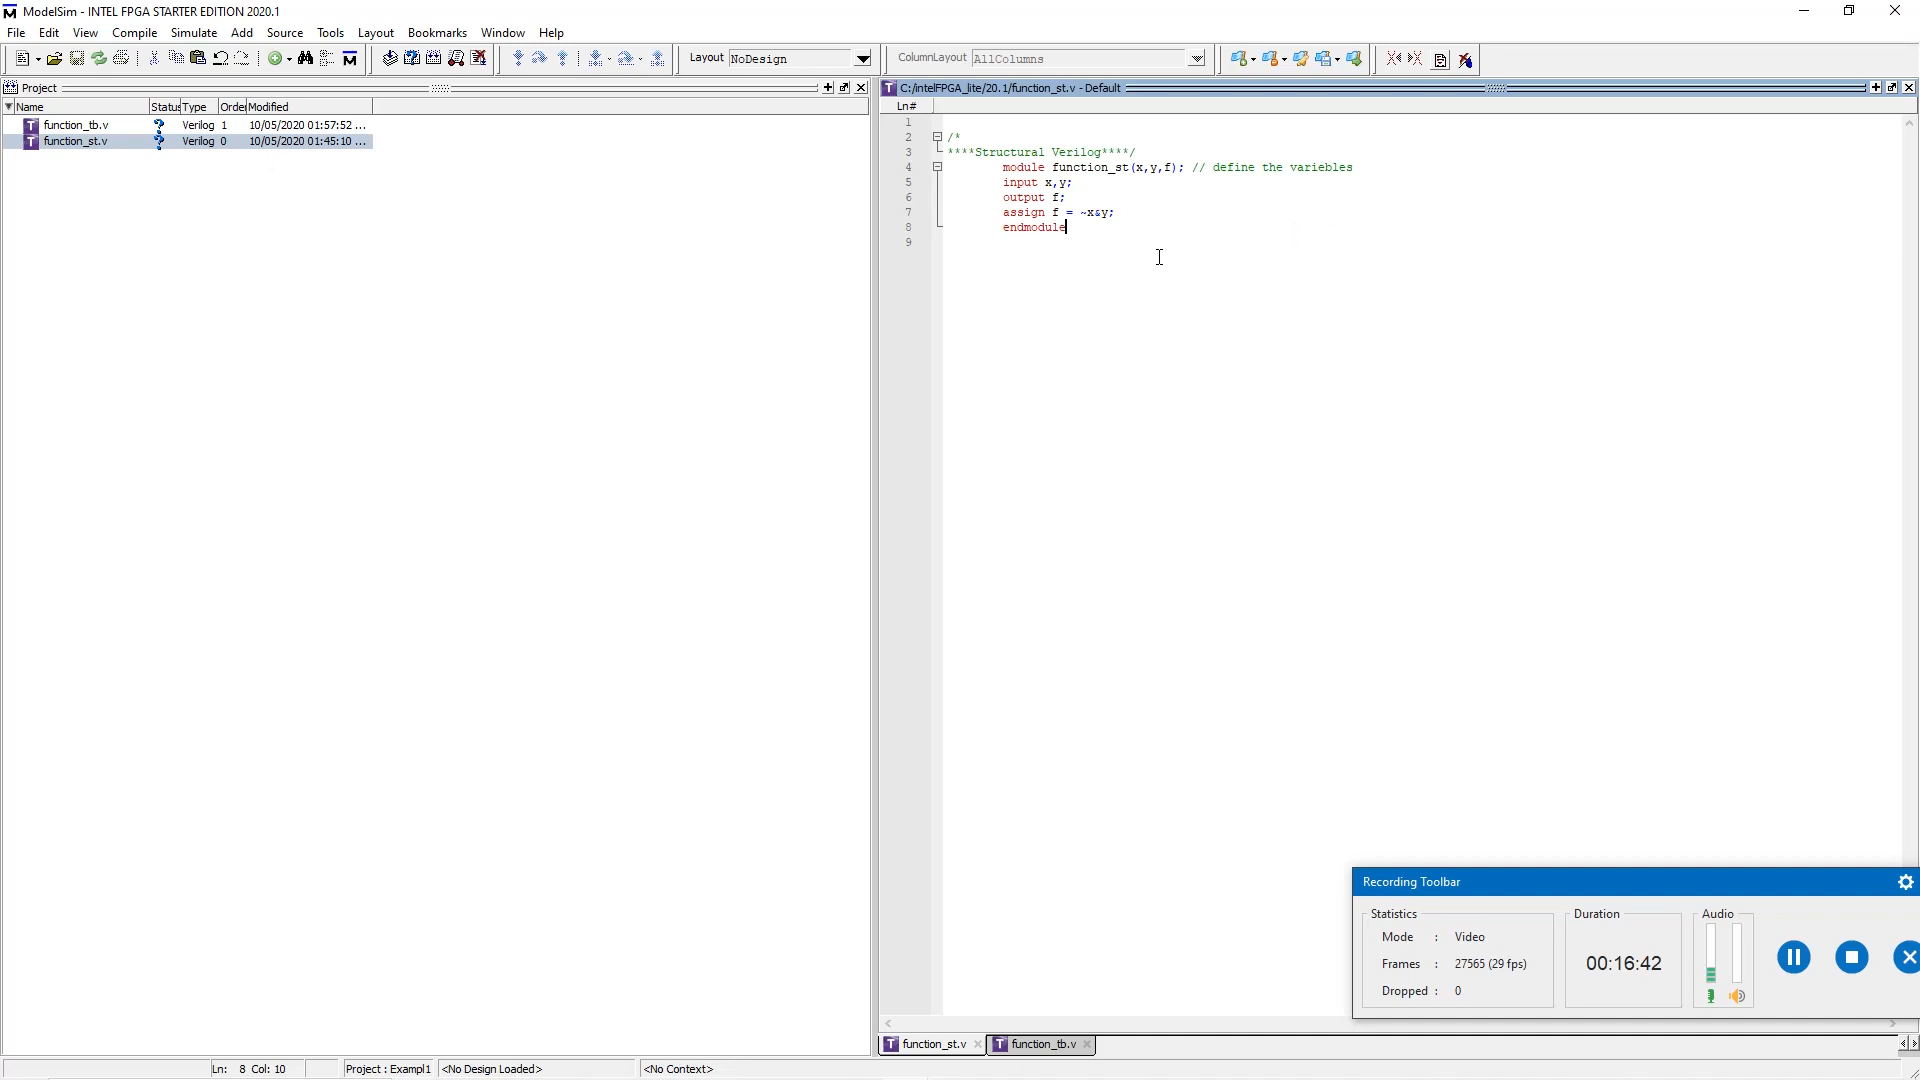 ModelSim - INTEL FPGA STARTER EDITION 2020.1
File Edit View Compile Simulate Add Source Tools Layout Bookmarks Window Help
Layout NoDesign
ColumnLayout AllColumns
Project
Name Status Type Order Modified
function_tb.v Verilog 1 10/05/2020 01:57:52 ...
function_st.v Verilog 0 10/05/2020 01:45:10 ...
C:/intelFPGA_lite/20.1/function_st.v - Default
Ln#
1
2 /*
3 ****Structural Verilog****/
4 module function_st(x,y,f); // define the variebles
5 input x,y;
6 output f;
7 assign f = ~x&y;
8 endmodule
9
Recording Toolbar
Statistics
Mode : Video
Frames : 27565 (29 fps)
Dropped : 0
Duration
00:16:42
Audio
function_st.v function_tb.v
Ln: 8 Col: 10 Project : Exampl1 <No Design Loaded> <No Context>